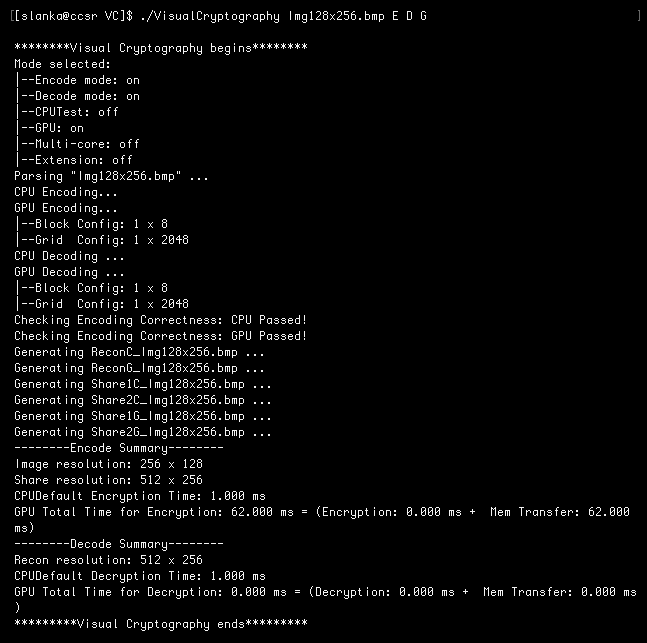 [slanka@ccsr VC]$ ./VisualCryptography Img128x256.bmp E D G
********Visual Cryptography begins********
Mode selected:
|--Encode mode: on
|--Decode mode: on
|--CPUTest: off
|--GPU: on
|--Multi-core: off
|--Extension: off
Parsing "Img128x256.bmp" ...
CPU Encoding...
GPU Encoding...
|--Block Config: 1 x 8
|--Grid  Config: 1 x 2048
CPU Decoding ...
GPU Decoding ...
|--Block Config: 1 x 8
|--Grid  Config: 1 x 2048
Checking Encoding Correctness: CPU Passed!
Checking Encoding Correctness: GPU Passed!
Generating ReconC_Img128x256.bmp ...
Generating ReconG_Img128x256.bmp ...
Generating Share1C_Img128x256.bmp ...
Generating Share2C_Img128x256.bmp ...
Generating Share1G_Img128x256.bmp ...
Generating Share2G_Img128x256.bmp ...
--------Encode Summary--------
Image resolution: 256 x 128
Share resolution: 512 x 256
CPUDefault Encryption Time: 1.000 ms
GPU Total Time for Encryption: 62.000 ms = (Encryption: 0.000 ms +  Mem Transfer: 62.000
ms)
--------Decode Summary--------
Recon resolution: 512 x 256
CPUDefault Decryption Time: 1.000 ms
GPU Total Time for Decryption: 0.000 ms = (Decryption: 0.000 ms +  Mem Transfer: 0.000 ms
)
*********Visual Cryptography ends*********